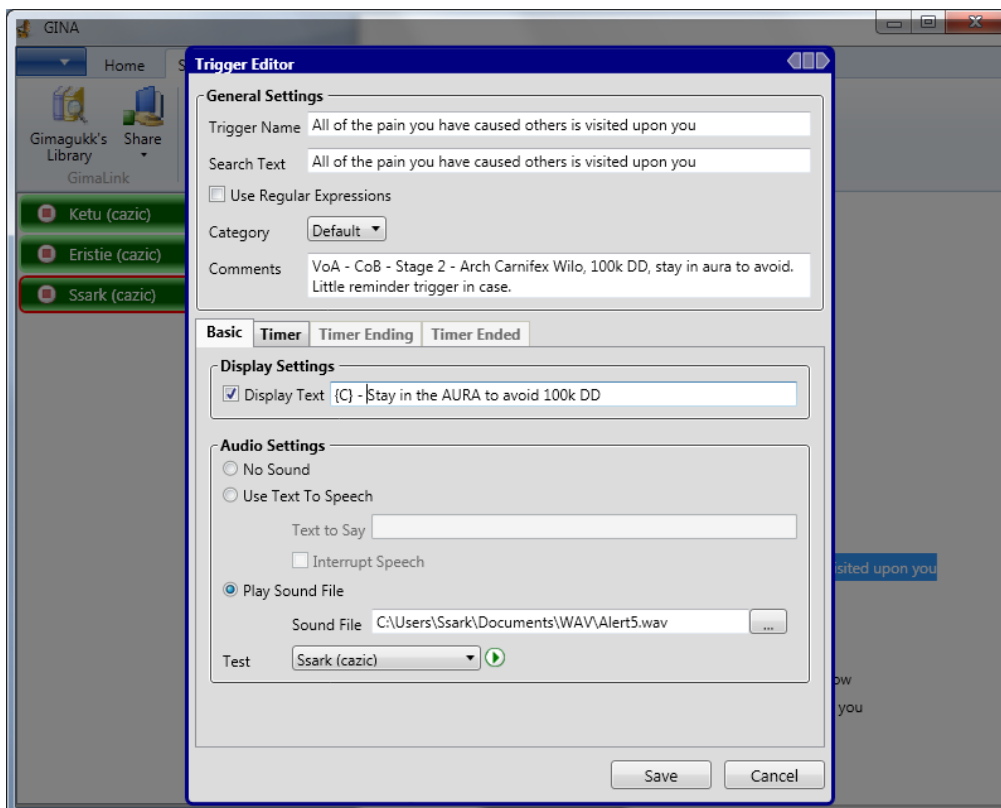 GINA
Home
Gimagukk's
Library
Share
GimaLink
Ketu (cazic)
Eristie (cazic)
Ssark (cazic)
Trigger Editor
General Settings
Trigger Name All of the pain you have caused others is visited upon you
Search Text All of the pain you have caused others is visited upon you
Use Regular Expressions
Category Default
Comments VoA - CoB - Stage 2 - Arch Carnifex Wilo, 100k DD, stay in aura to avoid.
Little reminder trigger in case.
Basic Timer Timer Ending Timer Ended
Display Settings
Display Text {C} - Stay in the AURA to avoid 100k DD
Audio Settings
No Sound
Use Text To Speech
Text to Say
Interrupt Speech
upon you
Play Sound File
Sound File C:\Users\Ssark\Documents\WAV\Alert5.wav ...
Test Ssark (cazic)
you
Save Cancel